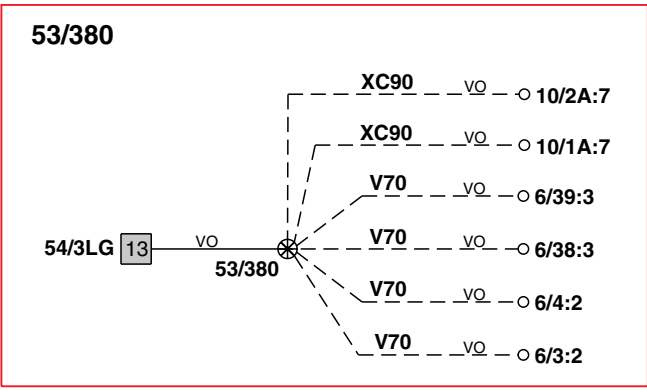 53/380
XC90 VO 10/2A:7
XC90 VO 10/1A:7
V70 VO 6/39:3
54/3LG 13 VO V70 VO 6/38:3
53/380
V70 VO 6/4:2
V70 VO 6/3:2